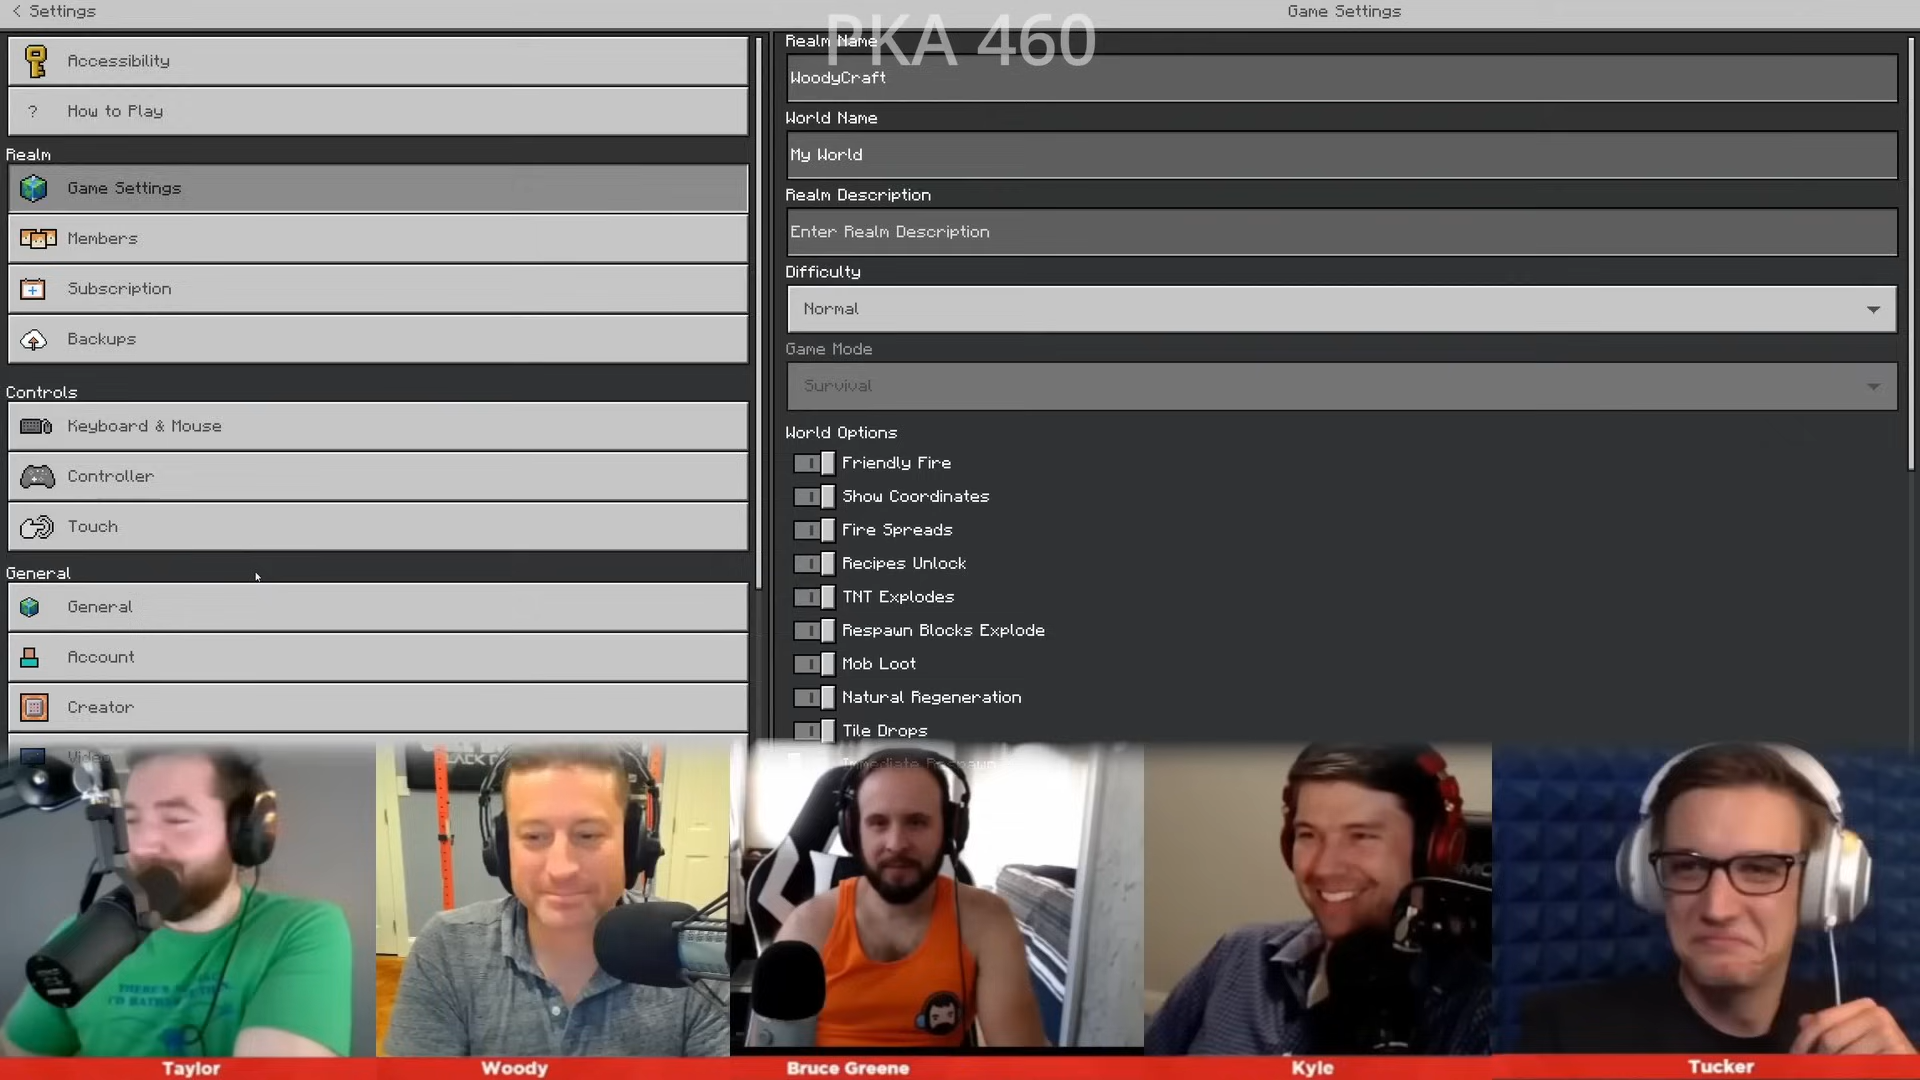 < Settings
Game Settings
PKA 460
Accessibility
? How to Play
Realm
Game Settings
Members
Subscription
Backups
Controls
Keyboard & Mouse
Controller
Touch
General
General
Account
Creator
Video
Realm Name
WoodyCraft
World Name
My World
Realm Description
Enter Realm Description
Difficulty
Normal
Game Mode
Survival
World Options
Friendly Fire
Show Coordinates
Fire Spreads
Recipes Unlock
TNT Explodes
Respawn Blocks Explode
Mob Loot
Natural Regeneration
Tile Drops
Immediate Respawn
Taylor
Woody
Bruce Greene
Kyle
Tucker